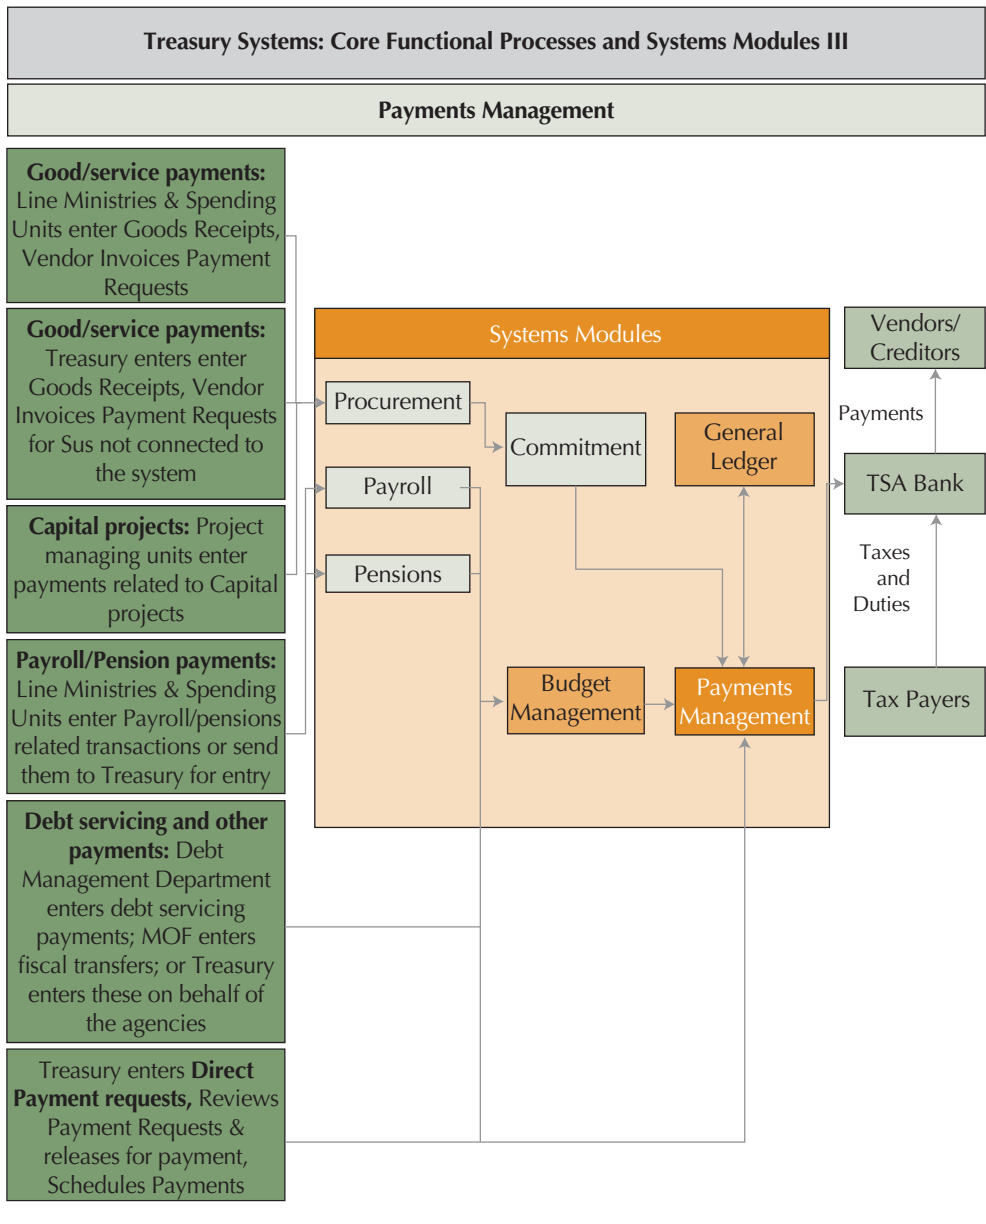 Treasury Systems: Core Functional Processes and Systems Modules III
Payments Management
Good/service payments:
Line Ministries & Spending
Units enter Goods Receipts,
Vendor Invoices Payment
Requests
Good/service payments:
Treasury enters enter
Goods Receipts, Vendor
Invoices Payment Requests
for Sus not connected to
the system
Capital projects: Project
managing units enter
payments related to Capital
projects
Payroll/Pension payments:
Line Ministries & Spending
Units enter Payroll/pensions
related transactions or send
them to Treasury for entry
Debt servicing and other
payments: Debt
Management Department
enters debt servicing
payments; MOF enters
fiscal transfers; or Treasury
enters these on behalf of
the agencies
Treasury enters Direct
Payment requests, Reviews
Payment Requests &
releases for payment,
Schedules Payments
Systems Modules
Procurement
Payroll
Pensions
Commitment
General
Ledger
Budget
Management
Payments
Management
Vendors/
Creditors
Payments
TSA Bank
Taxes
and
Duties
Tax Payers